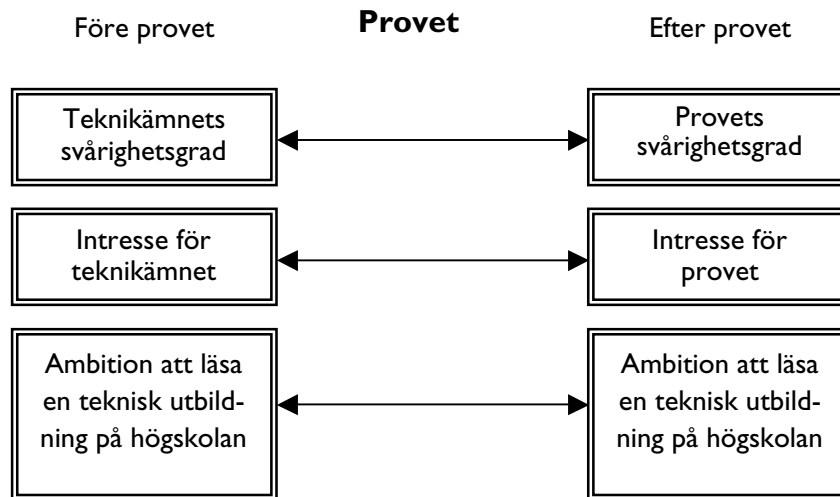 Före provet
Provet
Efter provet
Teknikämnets
svårighetsgrad
Provets
svårighetsgrad
Intresse för
teknikämnet
Intresse för
provet
Ambition att läsa
en teknisk utbild-
ning på högskolan
Ambition att läsa
en teknisk utbild-
ning på högskolan